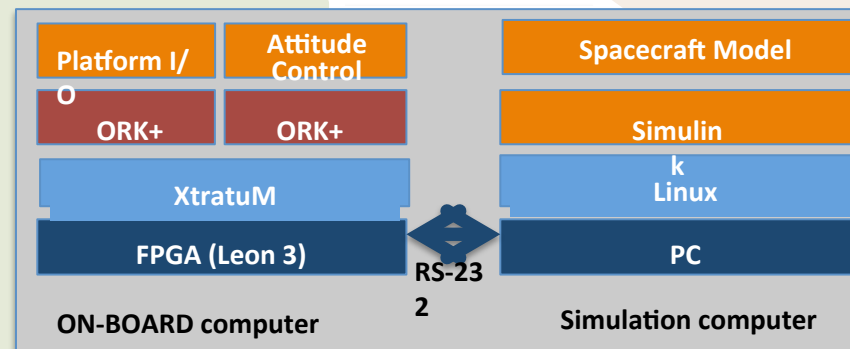 Platform I/
O
Attitude
Control
ORK+
ORK+
XtratuM
FPGA (Leon 3)
ON-BOARD computer
RS-23
2
Spacecraft Model
Simulin
k
Linux
PC
Simulation computer